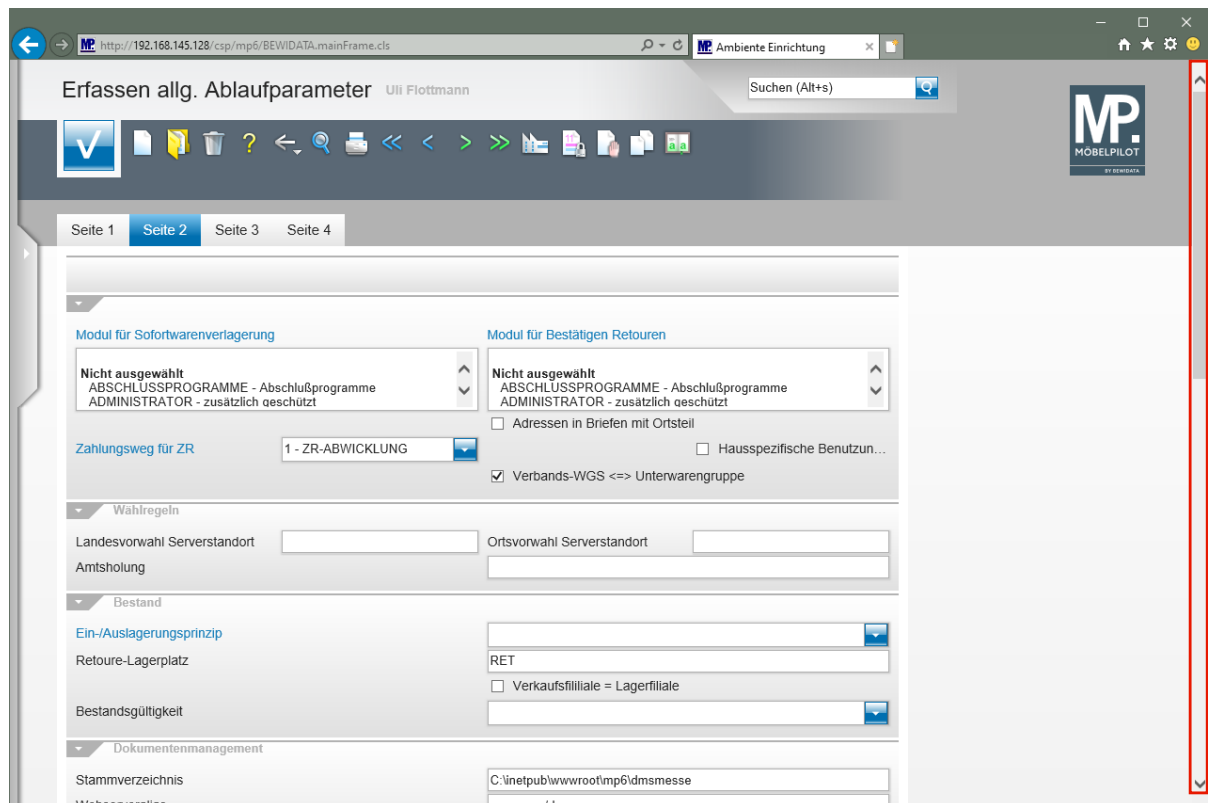 http://192.168.145.128/csp/mp6/BEWIDATA.mainFrame.cls
MP. Ambiente Einrichtung
Erfassen allg. Ablaufparameter Uli Flottmann
Suchen (Alt+s)
MP.
MÖBELPILOT
BY BEWIDATA
Seite 1 Seite 2 Seite 3 Seite 4
Modul für Sofortwarenverlagerung Modul für Bestätigen Retouren
Nicht ausgewählt Nicht ausgewählt
ABSCHLUSSPROGRAMME - Abschlußprogramme ABSCHLUSSPROGRAMME - Abschlußprogramme
ADMINISTRATOR - zusätzlich geschützt ADMINISTRATOR - zusätzlich geschützt
Adressen in Briefen mit Ortsteil
Zahlungsweg für ZR 1 - ZR-ABWICKLUNG Hausspezifische Benutzun...
Verbands-WGS <=> Unterwarengruppe
Wählregeln
Landesvorwahl Serverstandort Ortsvorwahl Serverstandort
Amtsholung
Bestand
Ein-/Auslagerungsprinzip
Retoure-Lagerplatz RET
Verkaufsfililiale = Lagerfiliale
Bestandsgültigkeit
Dokumentenmanagement
Stammverzeichnis C:\inetpub\wwwroot\mp6\dmsmesse